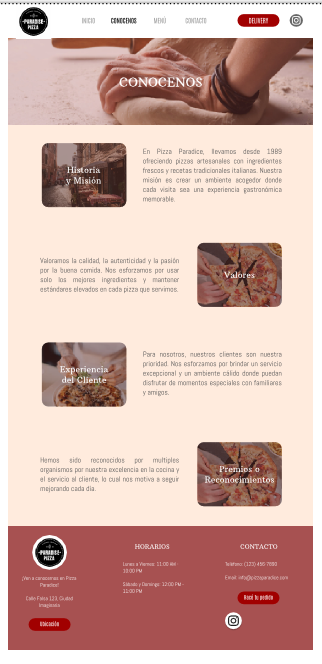 PARADISE
PIZZA
INICIO CONOCENOS MENÚ CONTACTO DELIVERY
CONOCENOS
Historia
y Misión
En Pizza Paradice, llevamos desde 1989
ofreciendo pizzas artesanales con ingredientes
frescos y recetas tradicionales italianas. Nuestra
misión es crear un ambiente acogedor donde
cada visita sea una experiencia gastronómica
memorable.
Valoramos la calidad, la autenticidad y la pasión
por la buena comida. Nos esforzamos por usar
solo los mejores ingredientes y mantener
estándares elevados en cada pizza que servimos.
Valores
Experiencia
del Cliente
Para nosotros, nuestros clientes son nuestra
prioridad. Nos esforzamos por brindar un servicio
excepcional y un ambiente cálido donde puedan
disfrutar de momentos especiales con familiares
y amigos.
Hemos sido reconocidos por multiples
organismos por nuestra excelencia en la cocina y
el servicio al cliente, lo cual nos motiva a seguir
mejorando cada día.
Premios o
Reconocimientos
PARADISE
PIZZA
¡Ven a conocernos en Pizza
Paradice!
Calle Falsa 123, Ciudad
Imaginaria
Ubicación
HORARIOS
Lunes a Viernes: 11:00 AM -
10:00 PM
Sábado y Domingo: 12:00 PM -
11:00 PM
CONTACTO
Teléfono: (123) 456-7890
Email: info@pizzaparadice.com
Hacé tu pedido